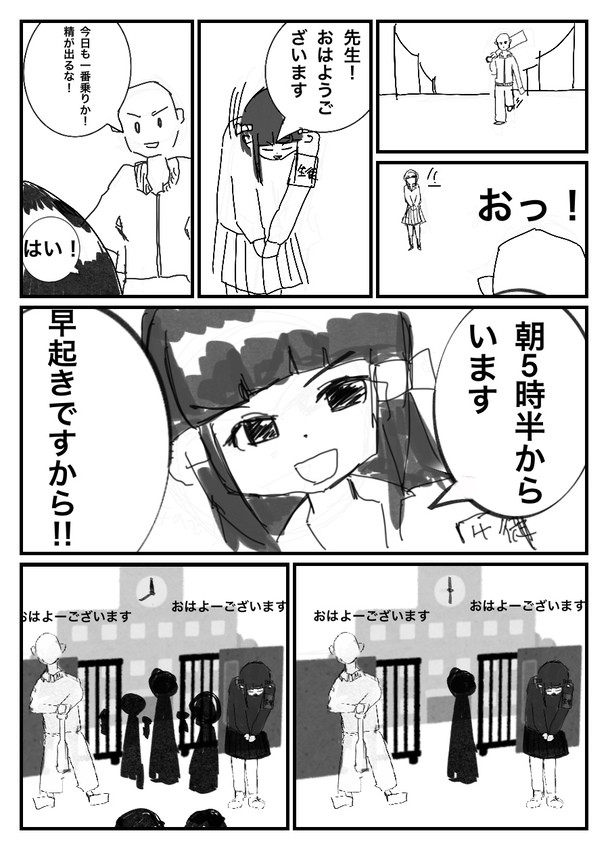 おっ！
先生！
おはようご
ざいます
今日も一番乗りか！
精が出るな！
はい！
朝5時半から
います
早起きですから!!
おはよーございます
おはよーございます
おはよーございます
おはよーございます